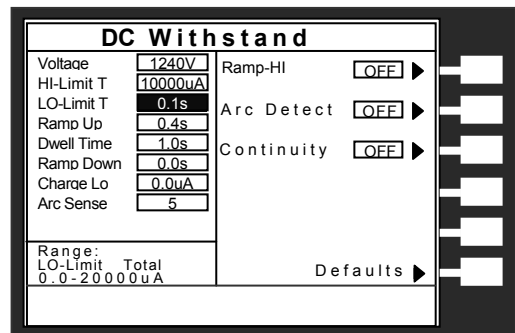 DC Withstand
Voltage 1240V
HI-Limit T 10000uA
LO-Limit T 0.1s
Ramp Up 0.4s
Dwell Time 1.0s
Ramp Down 0.0s
Charge Lo 0.0uA
Arc Sense 5
Ramp-HI OFF
Arc Detect OFF
Continuity OFF
Range:
LO-Limit Total
0.0-20000uA
Defaults